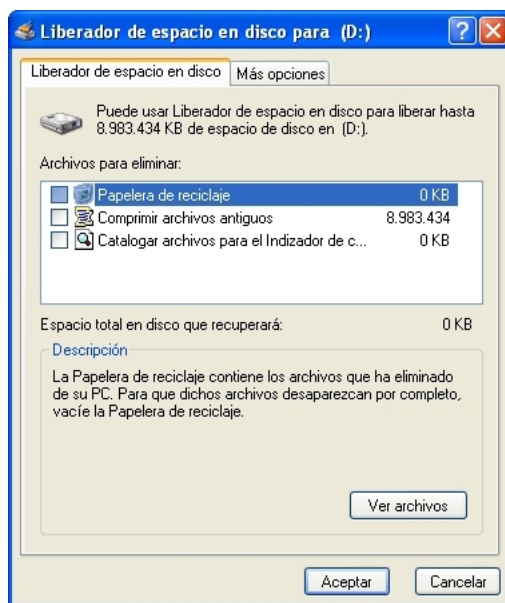 Liberador de espacio en disco para (D:)
Liberador de espacio en disco
Más opciones
Puede usar Liberador de espacio en disco para liberar hasta
8.983.434 KB de espacio de disco en (D:).
Archivos para eliminar:
Papelera de reciclaje 0 KB
Comprimir archivos antiguos 8.983.434
Catalogar archivos para el Indizador de c... 0 KB
Espacio total en disco que recuperará: 0 KB
Descripción
La Papelera de reciclaje contiene los archivos que ha eliminado
de su PC. Para que dichos archivos desaparezcan por completo,
vacíe la Papelera de reciclaje.
Ver archivos
Aceptar
Cancelar